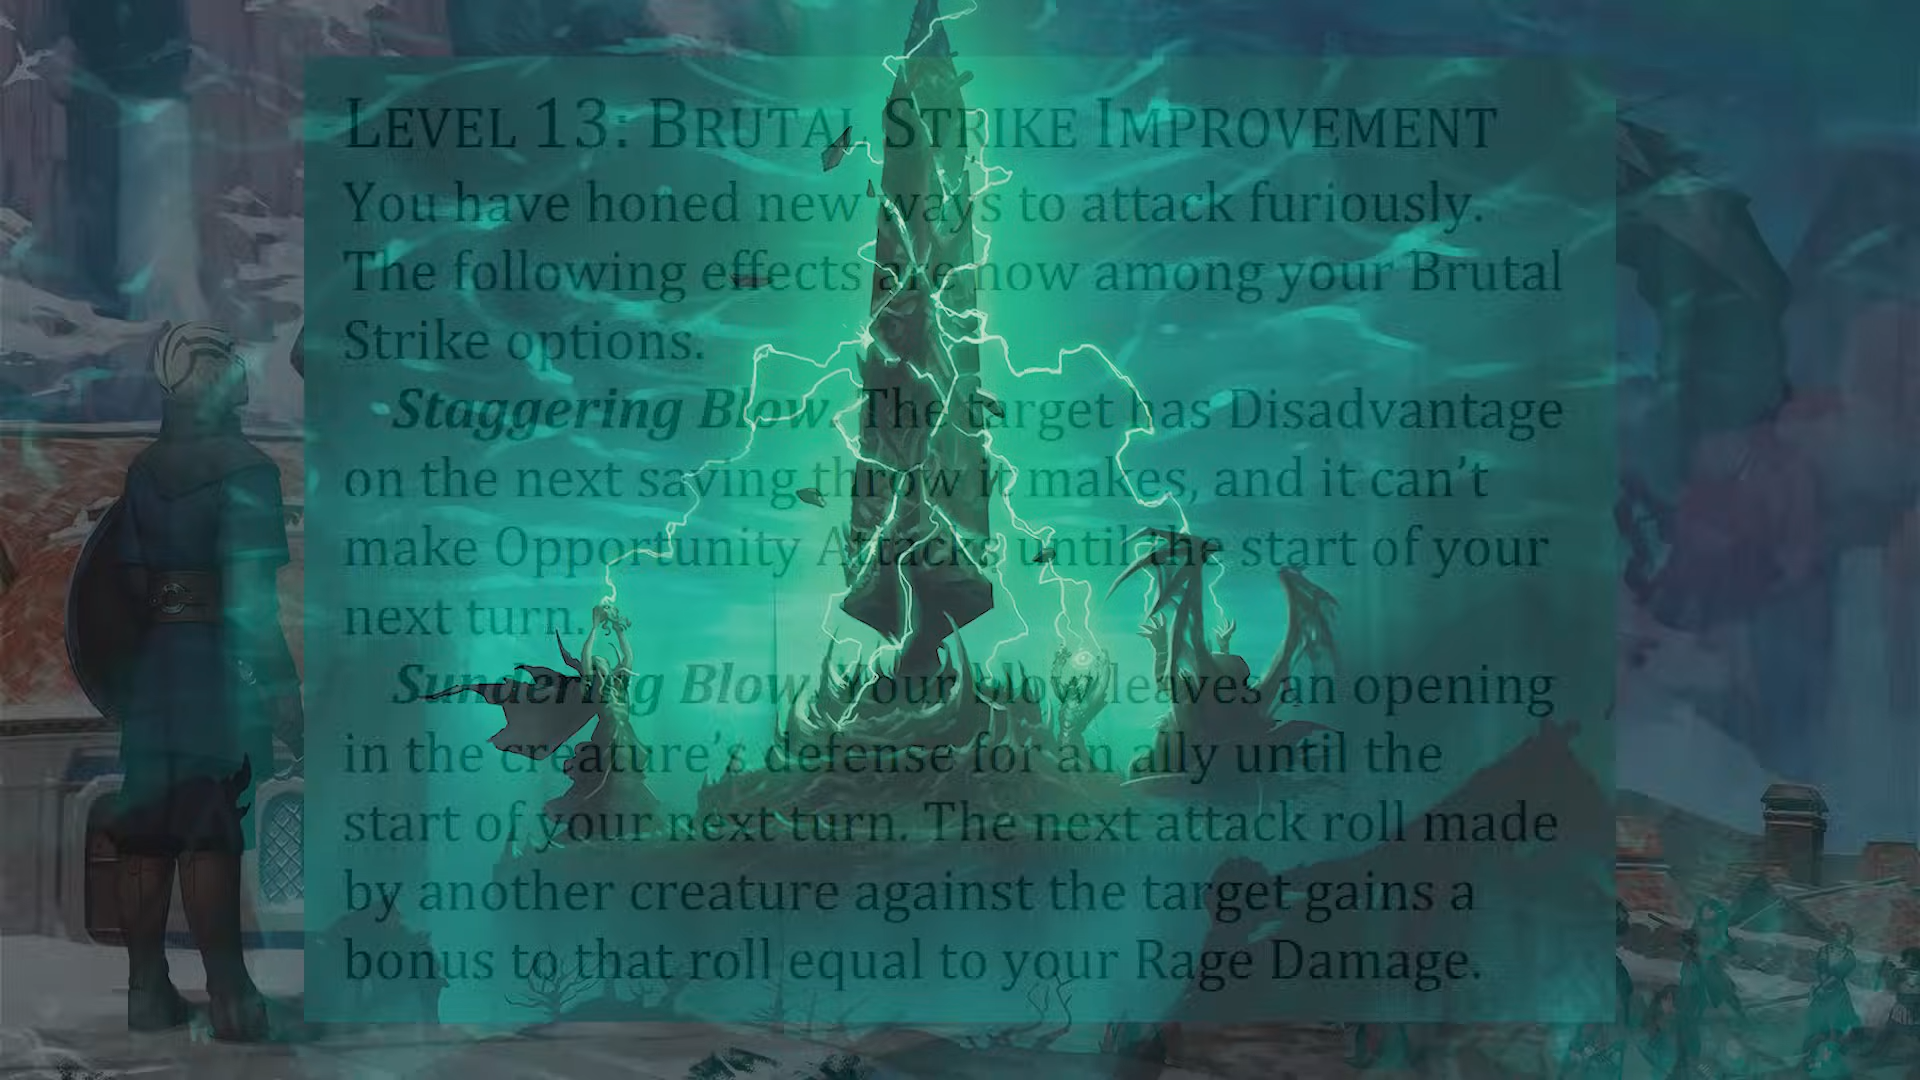 LEVEL 13: BRUTAL STRIKE IMPROVEMENT
You have honed new ways to attack furiously.
The following effects are now among your Brutal
Strike options.
Staggering Blow. The target has Disadvantage
on the next saving throw it makes, and it can’t
make Opportunity Attacks until the start of your
next turn.
Sundering Blow. Your blow leaves an opening
in the creature’s defense for an ally until the
start of your next turn. The next attack roll made
by another creature against the target gains a
bonus to that roll equal to your Rage Damage.